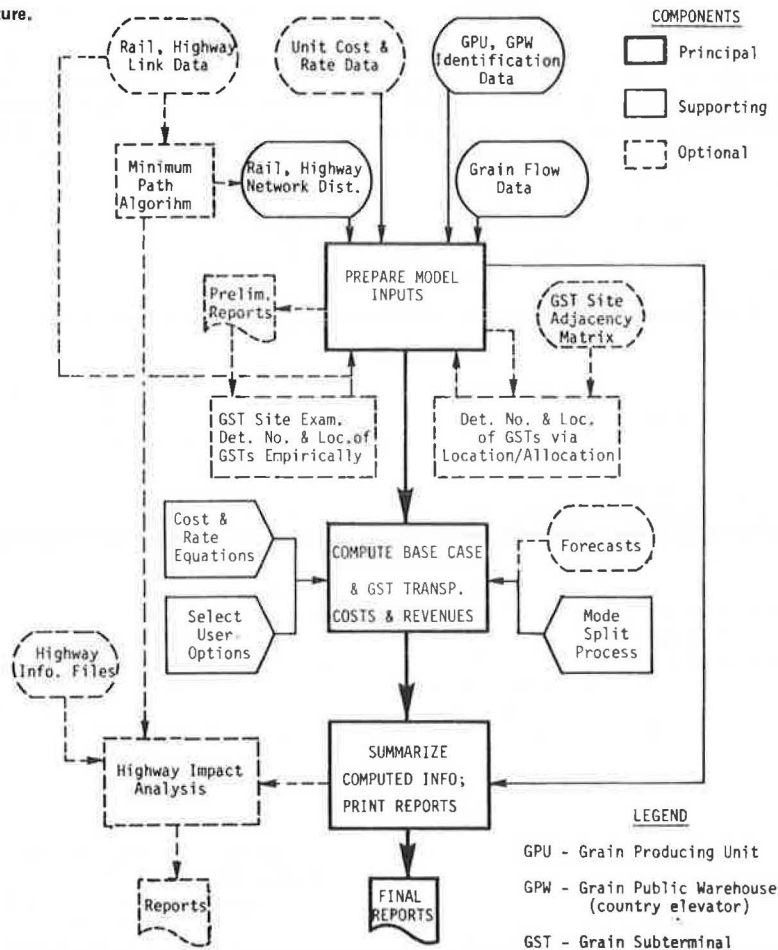 ure.
Rail, Highway
Link Data
Unit Cost &
Rate Data
GPU, GPW
Identification
Data
COMPONENTS
Principal
Supporting
Optional
Minimum
Path
Algorihm
Rail, Highway
Network Dist.
Grain Flow
Data
PREPARE MODEL
INPUTS
Prelim.
Reports
GST Site
Adjacency
Matrix
GST Site Exam.
Det. No. & Loc.of
GSTs Empirically
Det. No. & Loc.
of GSTs via
Location/Allocation
Cost &
Rate
Equations
COMPUTE BASE CASE
& GST TRANSP.
COSTS & REVENUES
Forecasts
Select
User
Options
Mode
Split
Process
Highway
Info. Files
Highway Impact
Analysis
SUMMARIZE
COMPUTED INFO;
PRINT REPORTS
LEGEND
GPU - Grain Producing Unit
GPW - Grain Public Warehouse
(country elevator)
GST - Grain Subterminal
Reports
FINAL
REPORTS